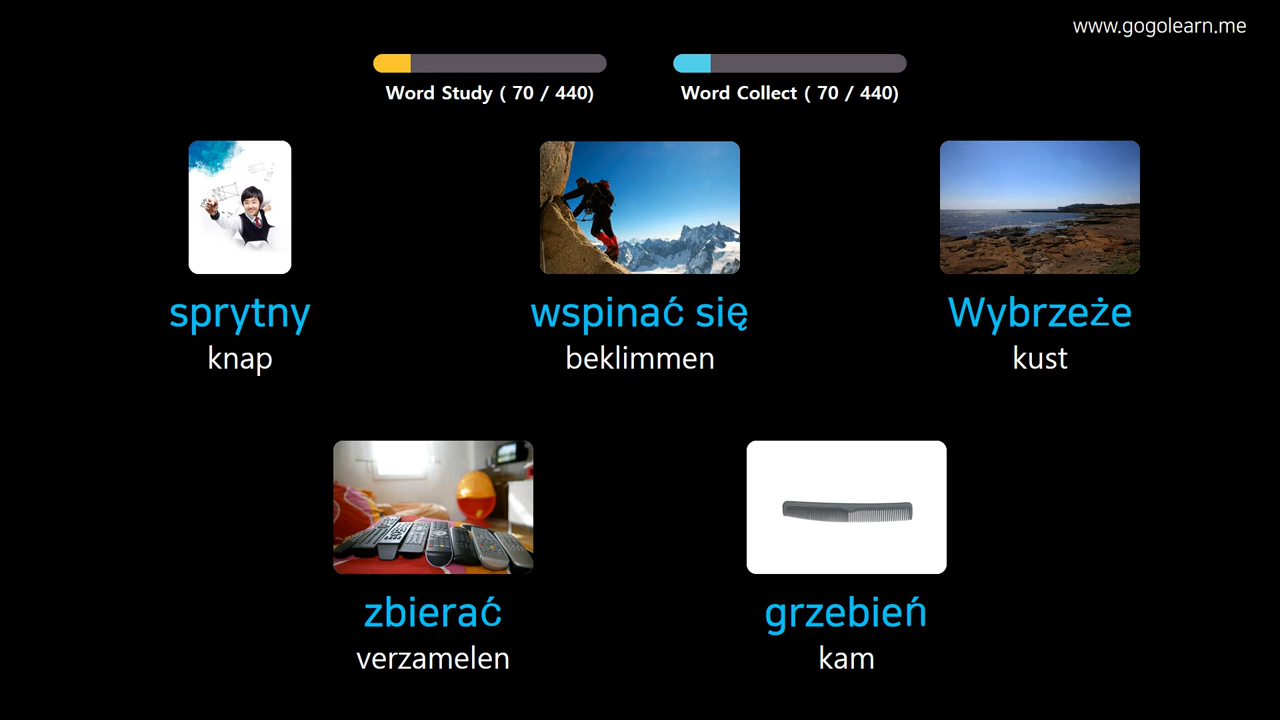 www.gogolearn.me
Word Study ( 70 / 440)
Word Collect ( 70 / 440)
sprytny
knap
wspinać się
beklimmen
Wybrzeże
kust
zbierać
verzamelen
grzebień
kam